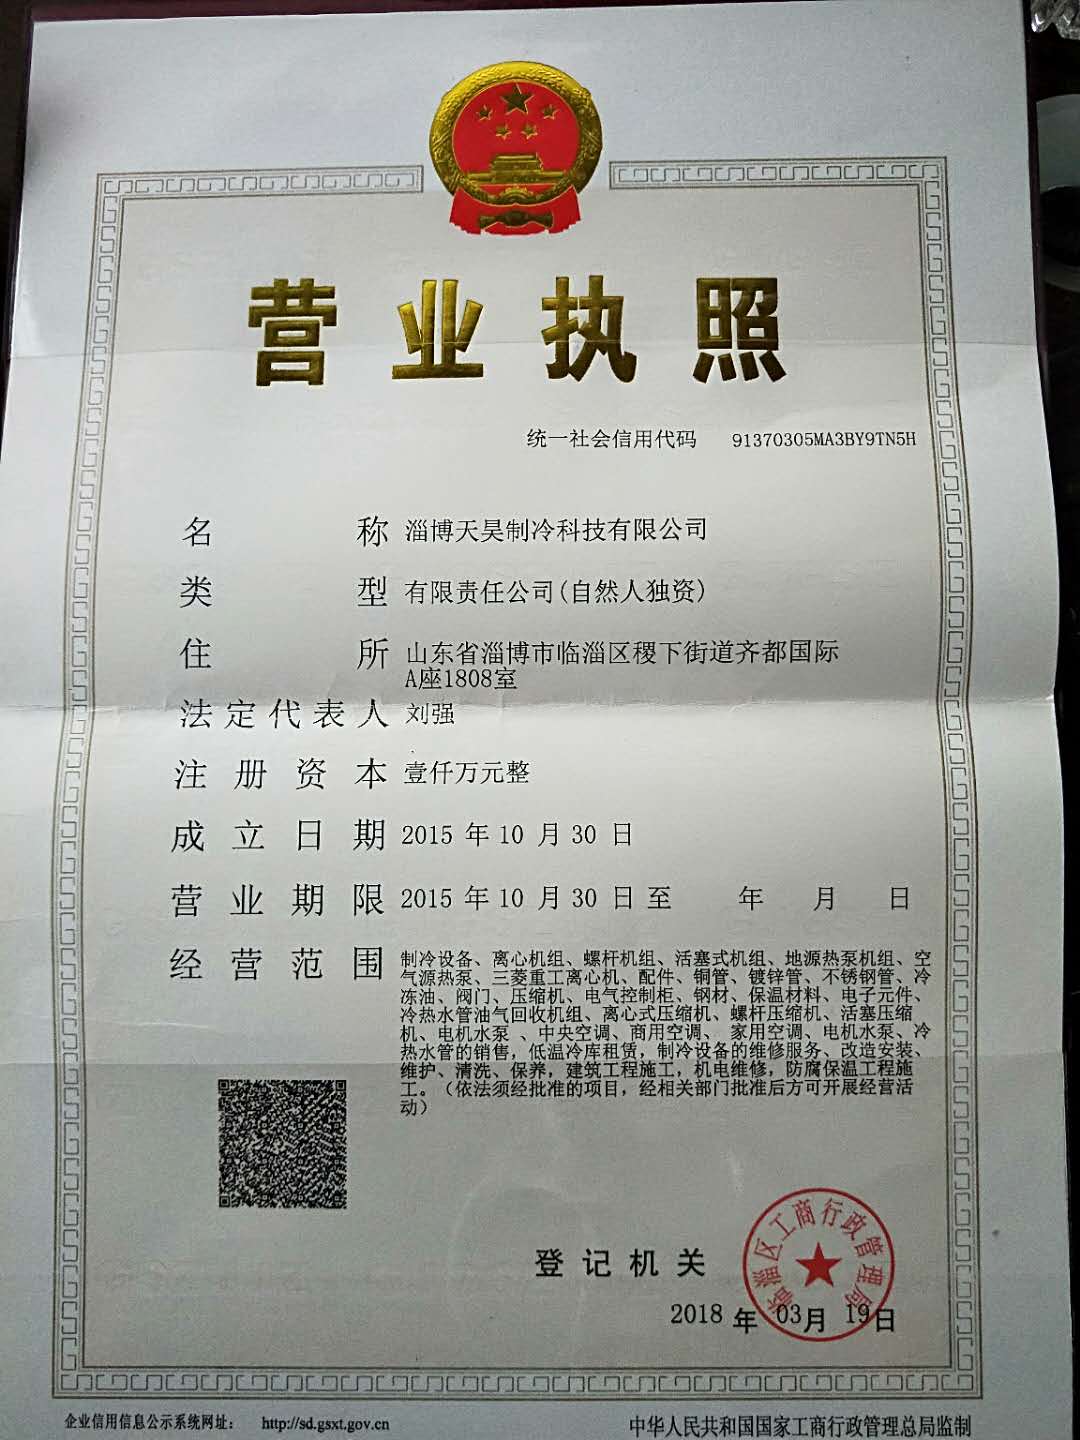 营业执照
统一社会信用代码 91370305MA3BY9TN5H
名称 淄博天昊制冷科技有限公司
类型 有限责任公司(自然人独资)
住所 山东省淄博市临淄区稷下街道齐都国际
A座1808室
法定代表人 刘强
注册资本 壹仟万元整
成立日期 2015 年 10 月 30 日
营业期限 2015 年 10 月 30 日 至 年 月 日
经营范围 制冷设备、离心机组、螺杆机组、活塞式机组、地源热泵机组、空
气源热泵、三菱重工离心机、配件、铜管、镀锌管、不锈钢管、冷
冻油、阀门、压缩机、电气控制柜、钢材、保温材料、电子元件、
冷热水管油气回收机组、离心式压缩机、螺杆压缩机、活塞压缩
机、电机水泵 、中央空调、商用空调、 家用空调、电机水泵、冷
热水管的销售，低温冷库租赁，制冷设备的维修服务、改造安装、
维护、清洗、保养，建筑工程施工，机电维修，防腐保温工程施
工。（依法须经批准的项目，经相关部门批准后方可开展经营活
动）
登记机关
临淄区工商行政管理局
2018 年 03月 19日
企业信用信息公示系统网址： http://sd.gsxt.gov.cn
中华人民共和国国家工商行政管理总局监制